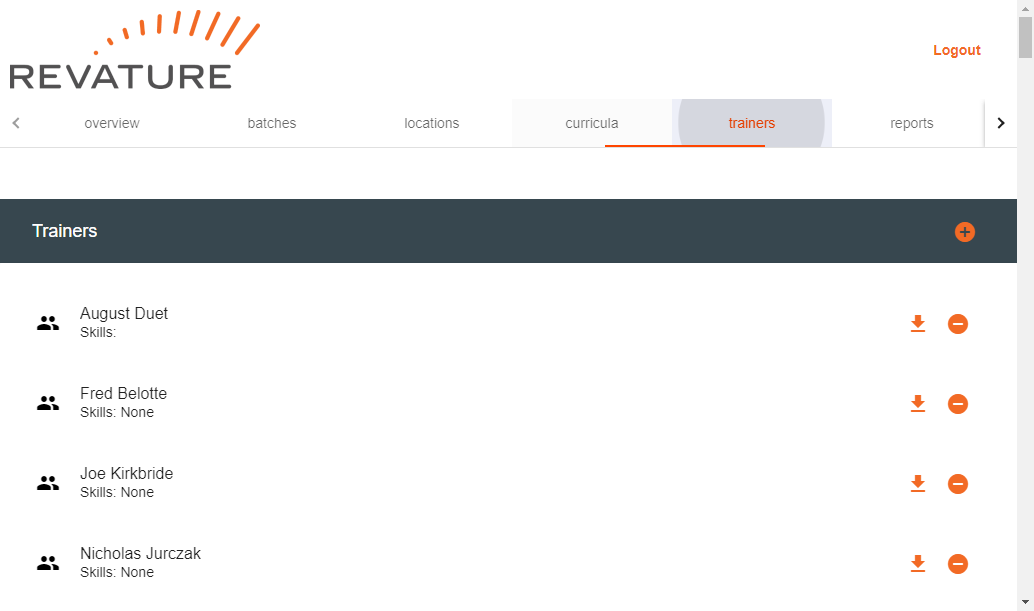 REVATURE
Logout
overview batches locations curricula trainers reports
Trainers
August Duet
Skills:
Fred Belotte
Skills: None
Joe Kirkbride
Skills: None
Nicholas Jurczak
Skills: None